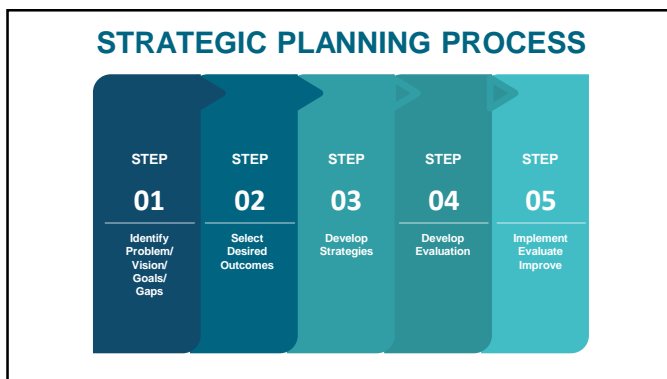 STRATEGIC PLANNING PROCESS
STEP
01
Identify
Problem/
Vision/
Goals/
Gaps
STEP
02
Select
Desired
Outcomes
STEP
03
Develop
Strategies
STEP
04
Develop
Evaluation
STEP
05
Implement
Evaluate
Improve